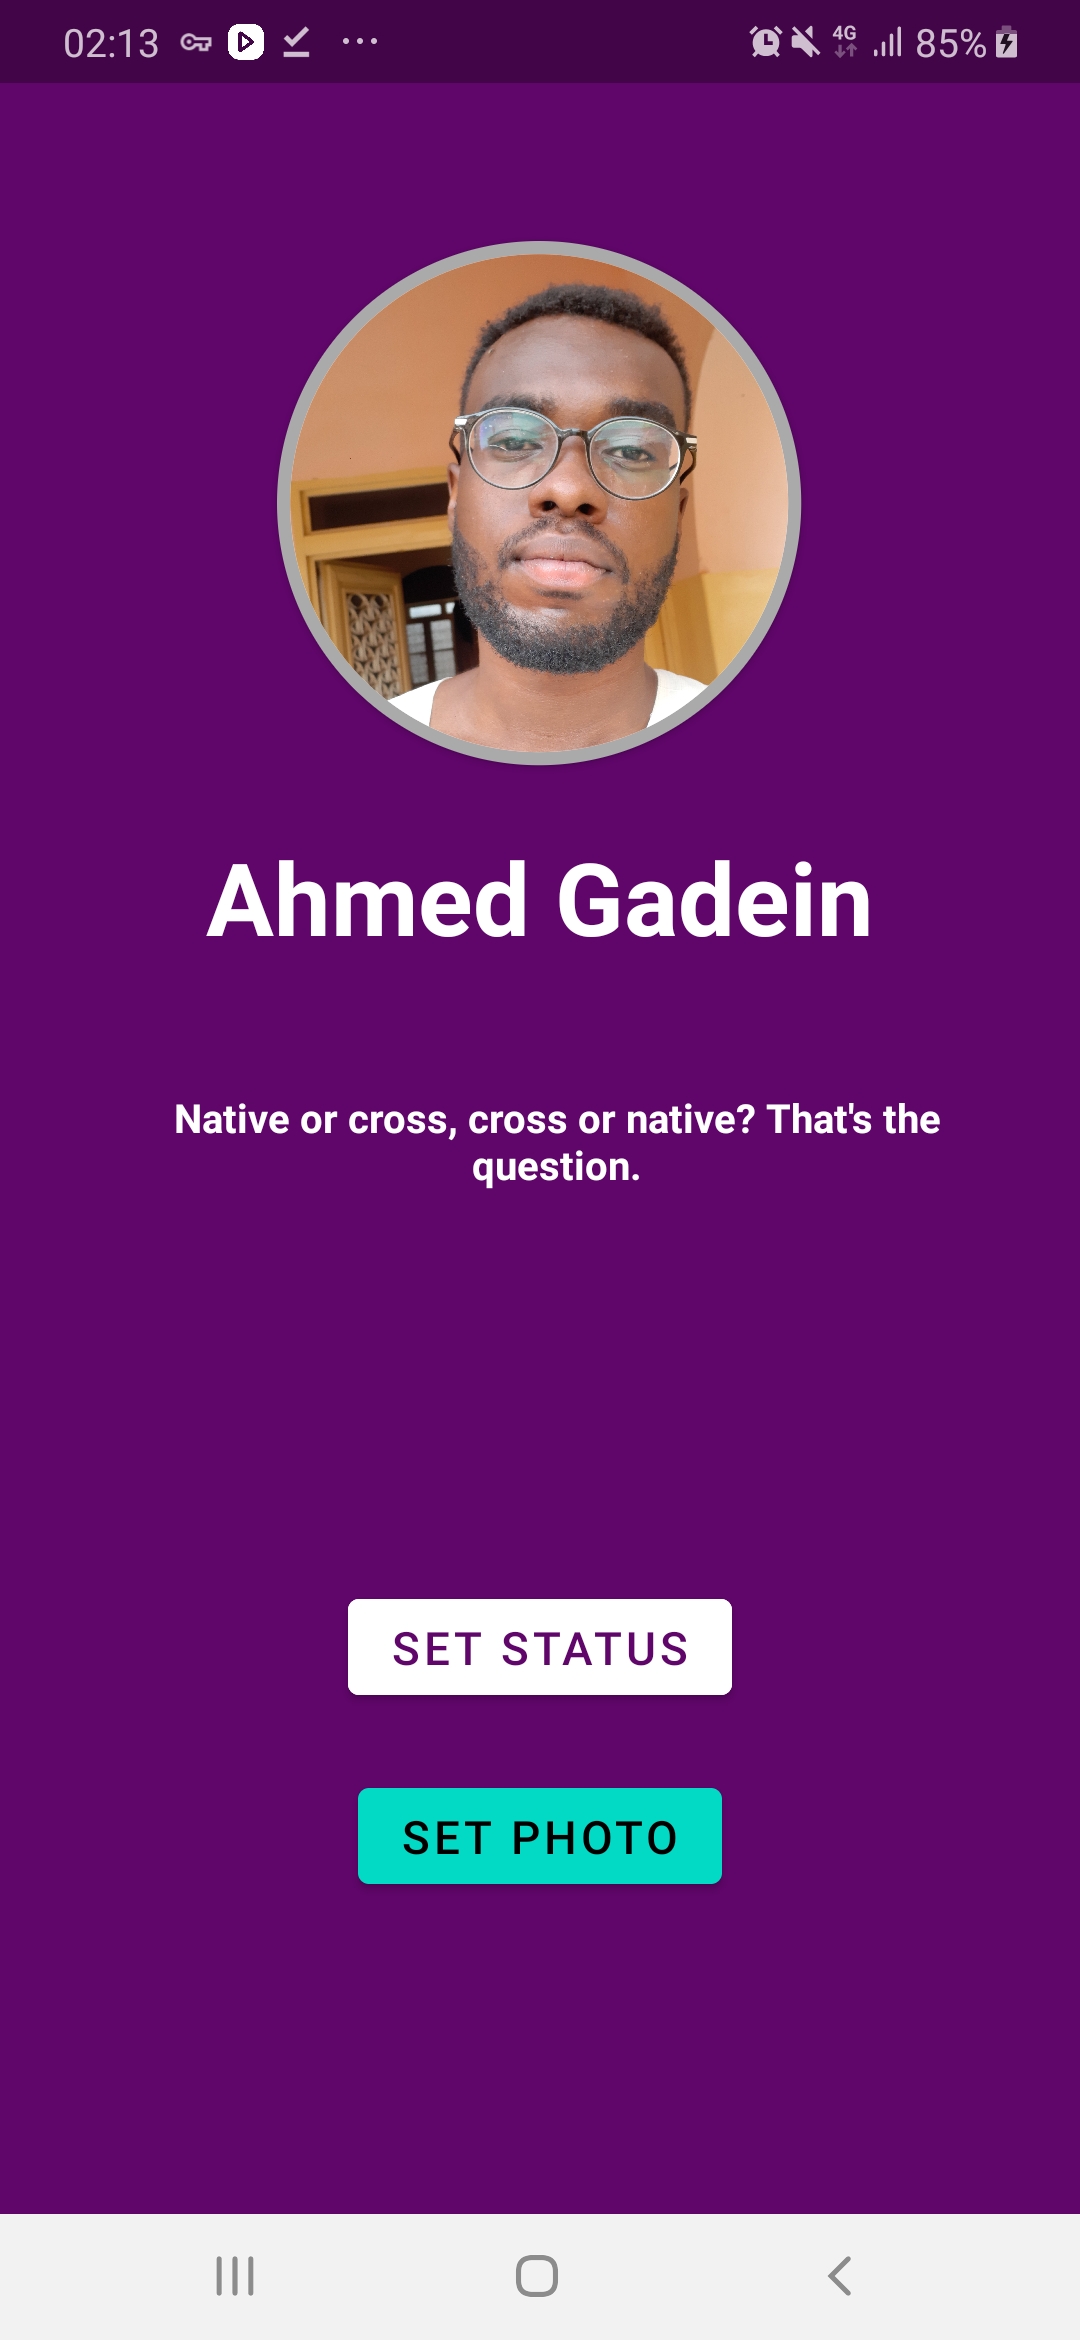 02:13 4G 85%
Ahmed Gadein
Native or cross, cross or native? That's the
question.
SET STATUS
SET PHOTO